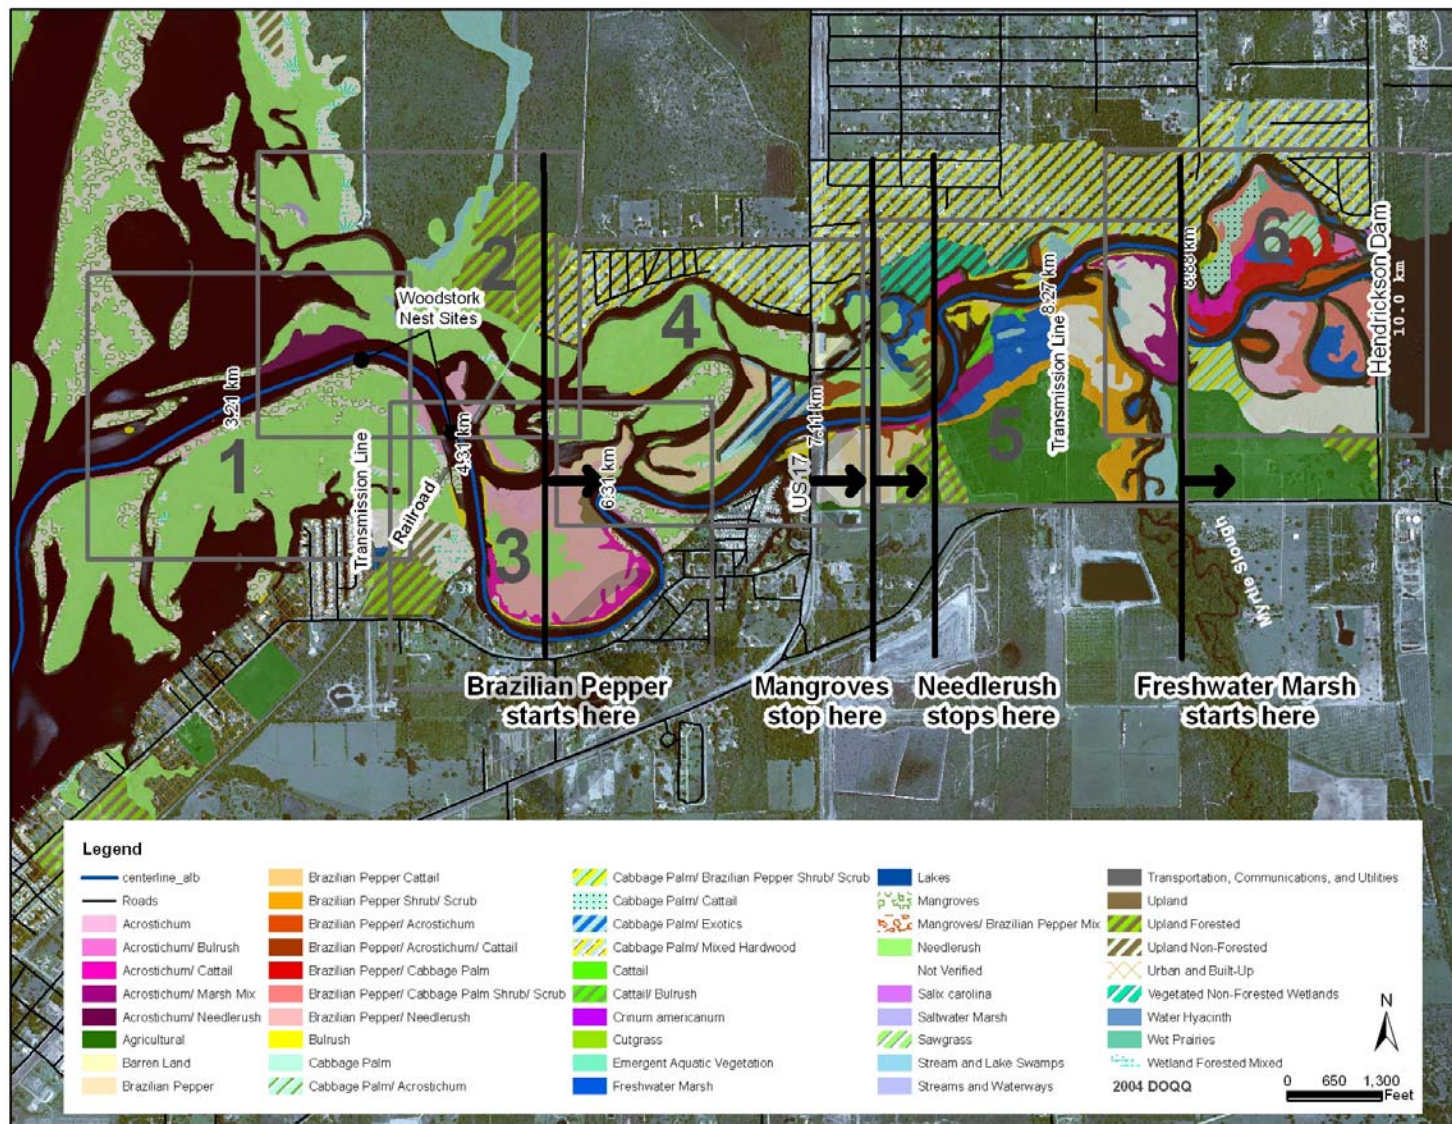 2
6
Hendrickson Dam
10.0 km
8.83 km
8.27 km
Transmission Line
Woodstork
Nest Sites
4
3.21 km
1
Transmission Line
Railroad
4.31 km
3
6.31 km
US 17
7.11 km
5
Myrtle Slough
Brazilian Pepper
starts here
Mangroves
stop here
Needlerush
stops here
Freshwater Marsh
starts here
Legend
centerline_alb
Roads
Acrostichum
Acrostichum/ Bulrush
Acrostichum/ Cattail
Acrostichum/ Marsh Mix
Acrostichum/ Needlerush
Agricultural
Barren Land
Brazilian Pepper
Brazilian Pepper Cattail
Brazilian Pepper Shrub/ Scrub
Brazilian Pepper/ Acrostichum
Brazilian Pepper/ Acrostichum/ Cattail
Brazilian Pepper/ Cabbage Palm
Brazilian Pepper/ Cabbage Palm Shrub/ Scrub
Brazilian Pepper/ Needlerush
Bulrush
Cabbage Palm
Cabbage Palm/ Acrostichum
Cabbage Palm/ Brazilian Pepper Shrub/ Scrub
Cabbage Palm/ Cattail
Cabbage Palm/ Exotics
Cabbage Palm/ Mixed Hardwood
Cattail
Cattail/ Bulrush
Crinum americanum
Cutgrass
Emergent Aquatic Vegetation
Freshwater Marsh
Lakes
Mangroves
Mangroves/ Brazilian Pepper Mix
Needlerush
Not Verified
Salix carolina
Saltwater Marsh
Sawgrass
Stream and Lake Swamps
Streams and Waterways
Transportation, Communications, and Utilities
Upland
Upland Forested
Upland Non-Forested
Urban and Built-Up
Vegetated Non-Forested Wetlands
Water Hyacinth
Wet Prairies
Wetland Forested Mixed
2004 DOQQ
N
0 650 1,300
Feet